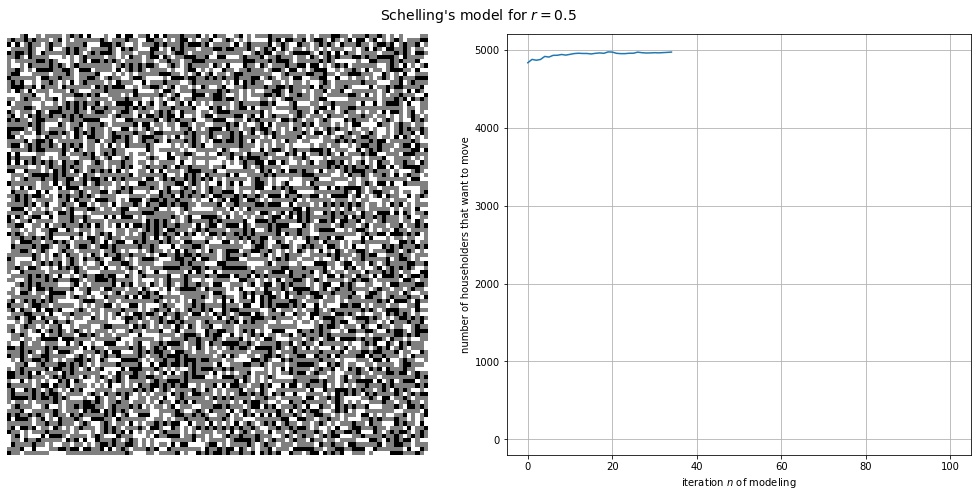 Schelling's model for r = 0.5
number of householders that want to move
5000
4000
3000
2000
1000
0
0 20 40 60 80 100
iteration n of modeling